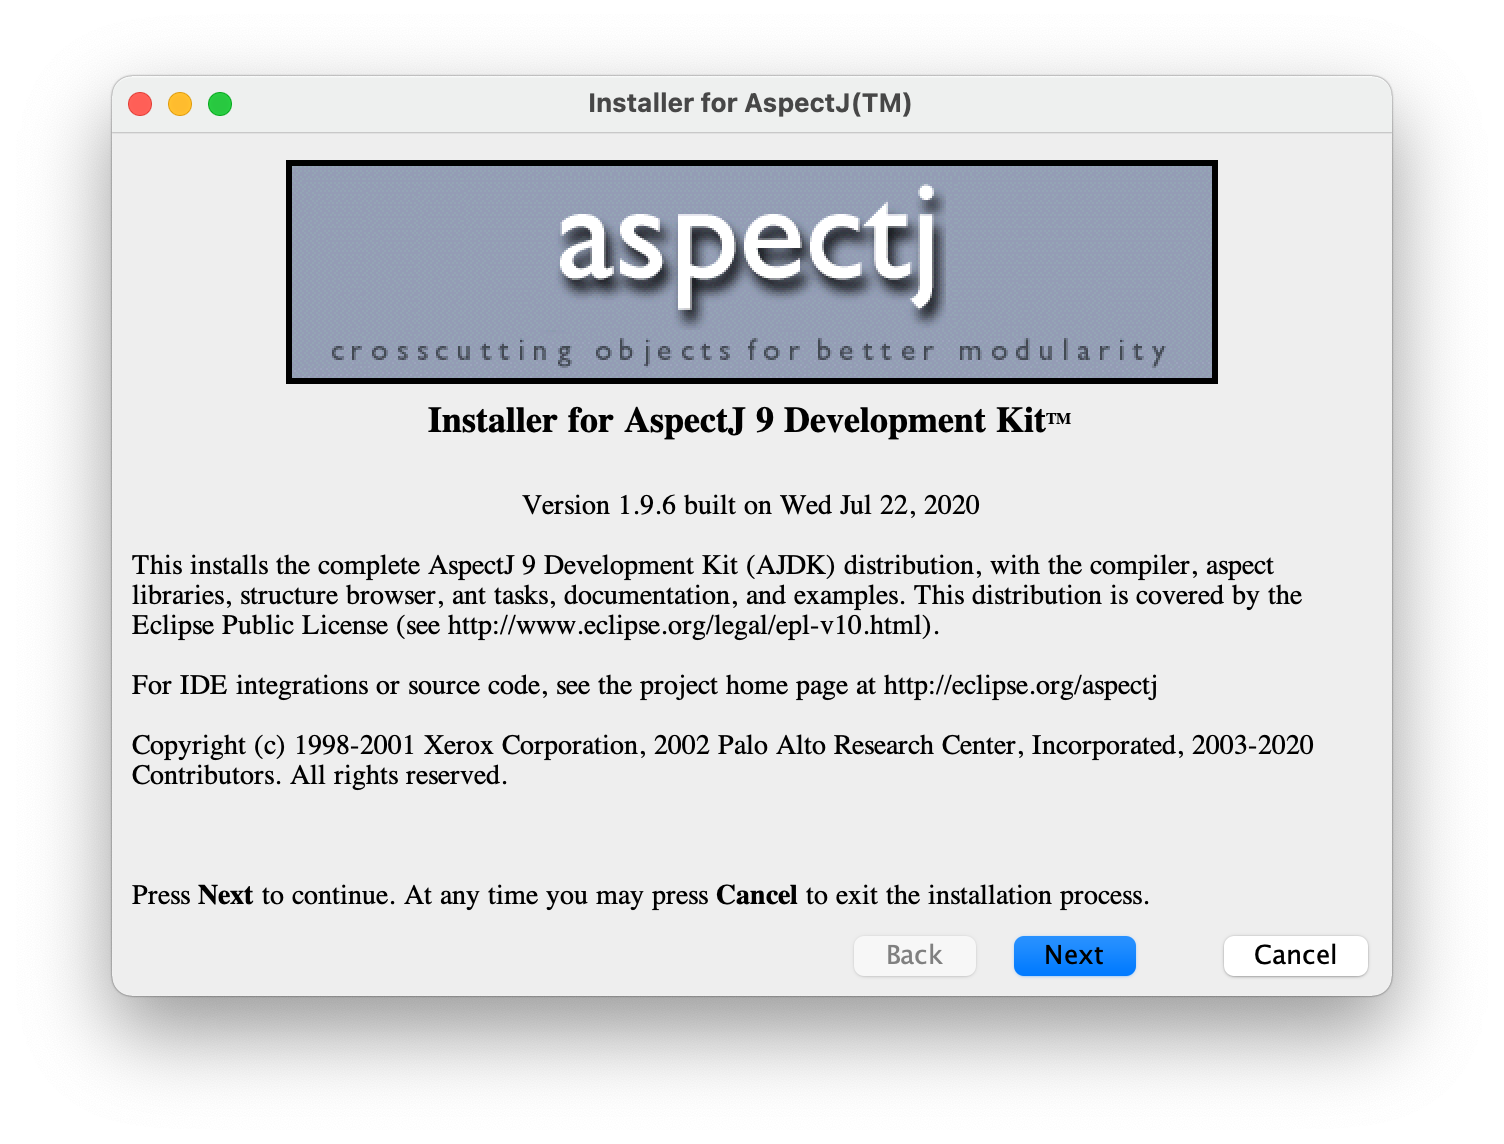 Installer for AspectJ(TM)
aspectj
crosscutting objects for better modularity
Installer for AspectJ 9 Development Kit™
Version 1.9.6 built on Wed Jul 22, 2020
This installs the complete AspectJ 9 Development Kit (AJDK) distribution, with the compiler, aspect
libraries, structure browser, ant tasks, documentation, and examples. This distribution is covered by the
Eclipse Public License (see http://www.eclipse.org/legal/epl-v10.html).
For IDE integrations or source code, see the project home page at http://eclipse.org/aspectj
Copyright (c) 1998-2001 Xerox Corporation, 2002 Palo Alto Research Center, Incorporated, 2003-2020
Contributors. All rights reserved.
Press Next to continue. At any time you may press Cancel to exit the installation process.
Back Next Cancel